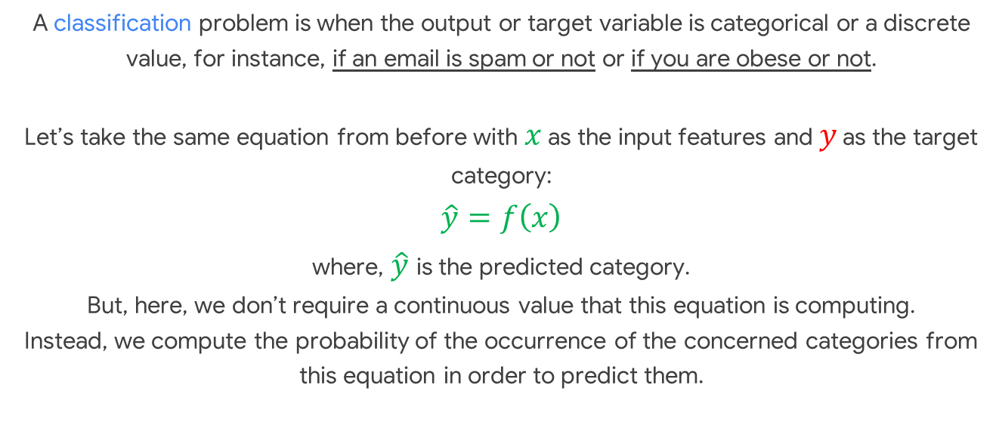 A classification problem is when the output or target variable is categorical or a discrete
value, for instance, if an email is spam or not or if you are obese or not.
Let’s take the same equation from before with x as the input features and y as the target
category:
ŷ = f(x)
where, ŷ is the predicted category.
But, here, we don’t require a continuous value that this equation is computing.
Instead, we compute the probability of the occurrence of the concerned categories from
this equation in order to predict them.